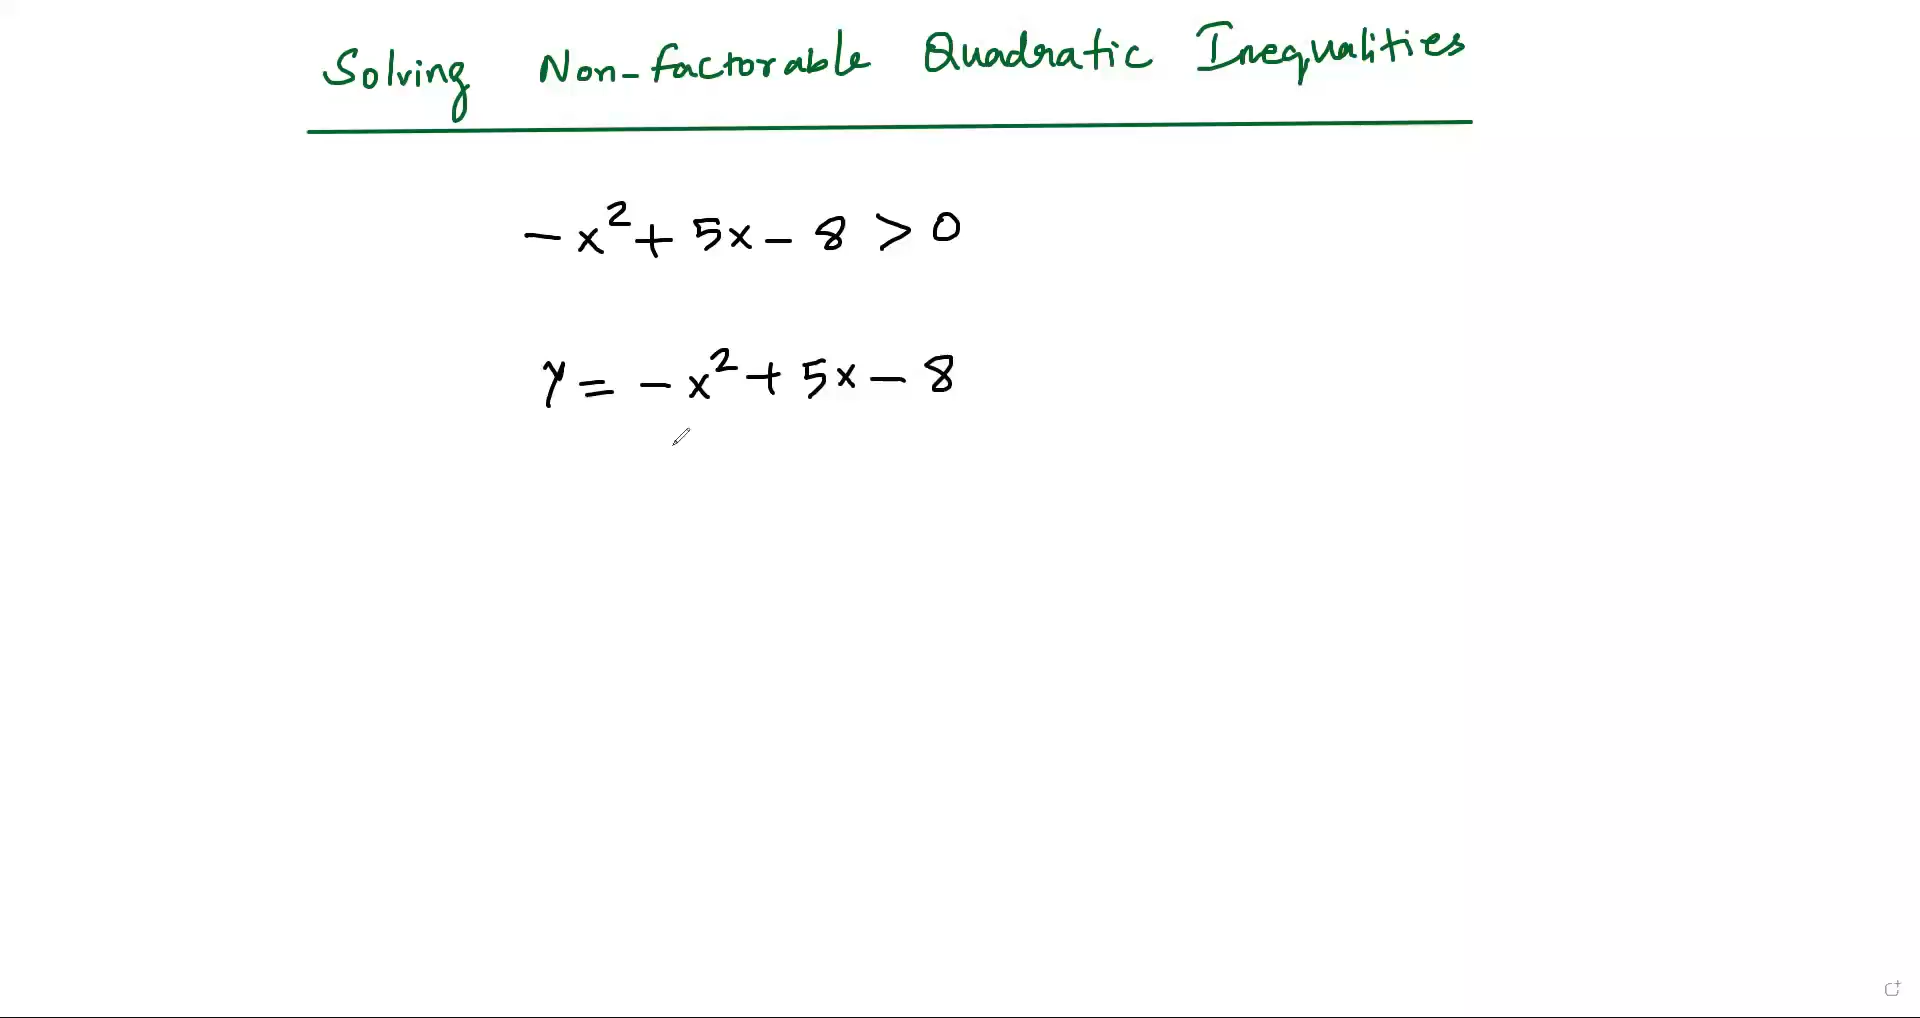 Solving Non-factorable Quadratic Inequalities
-x² + 5x - 8 > 0
y = -x² + 5x - 8